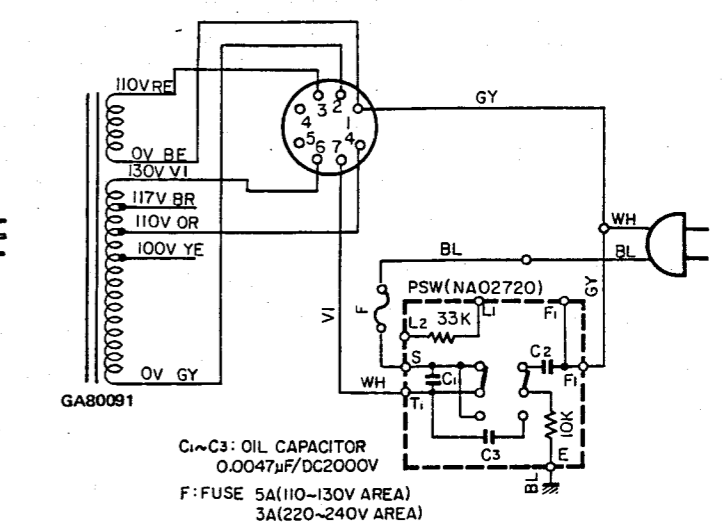 110V RE
0V BE
130V VI
117V BR
110V OR
100V YE
0V GY
GA80091
3 2
4 1
5 4
6 7
GY
WH
BL BL
PSW(NA02720)
F
VI
GY
L2 33K L1 F1
S C1 C2 F1
WH T1
C3 10K
E
BL
C1~C3: OIL CAPACITOR
0.0047µF/DC2000V
F: FUSE 5A(110~130V AREA)
3A(220~240V AREA)